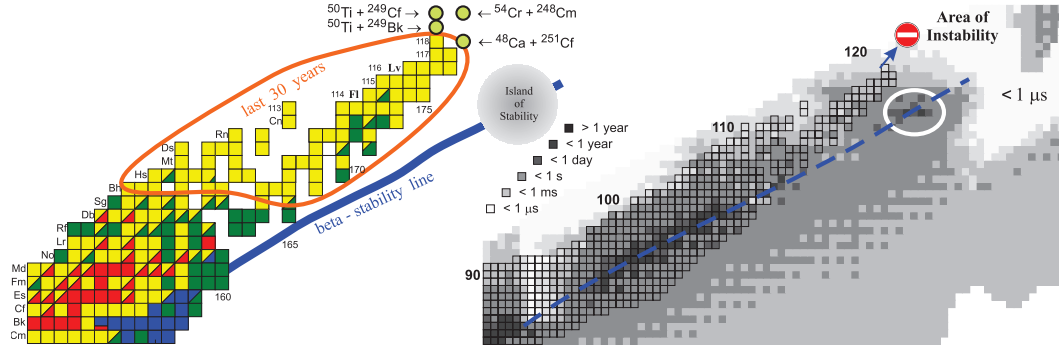 ⁵⁰Ti + ²⁴⁹Cf →
← ⁵⁴Cr + ²⁴⁸Cm
⁵⁰Ti + ²⁴⁹Bk →
← ⁴⁸Ca + ²⁵¹Cf
118
117
116 Lv
115
114 Fl
175
113
Cn
Rn
Ds
Mt
Hs
170
Bh
Sg
Db
Rf
165
Lr
No
Md
Fm
160
Es
Cf
Bk
Cm
last 30 years
beta - stability line
Island
of
Stability
> 1 year
< 1 year
< 1 day
< 1 s
< 1 ms
< 1 µs
Area of
Instability
120
< 1 µs
110
100
90